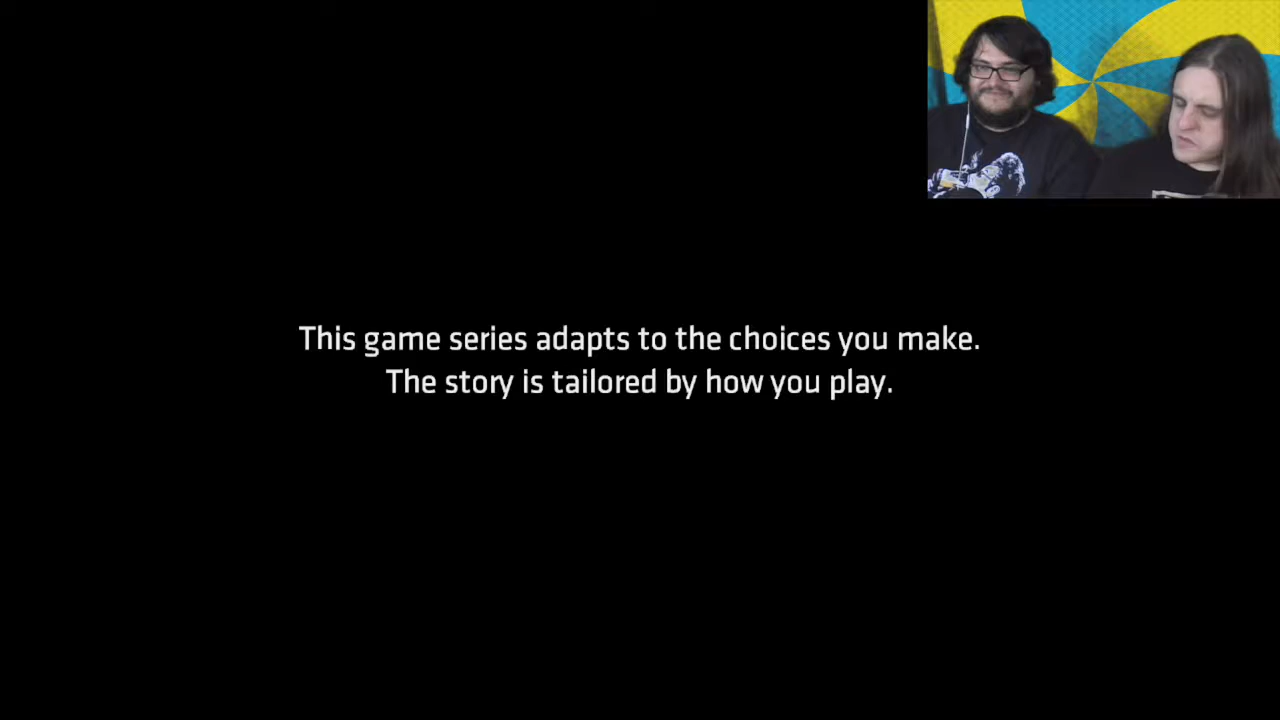 This game series adapts to the choices you make.
The story is tailored by how you play.